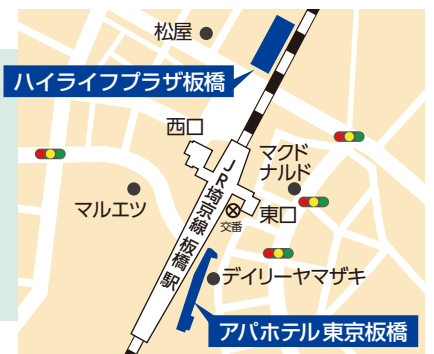 松屋
ハイライフプラザ板橋
西口
マクド
ナルド
マルエツ
JR埼京線 板橋駅
東口
交番
デイリーヤマザキ
アパホテル東京板橋